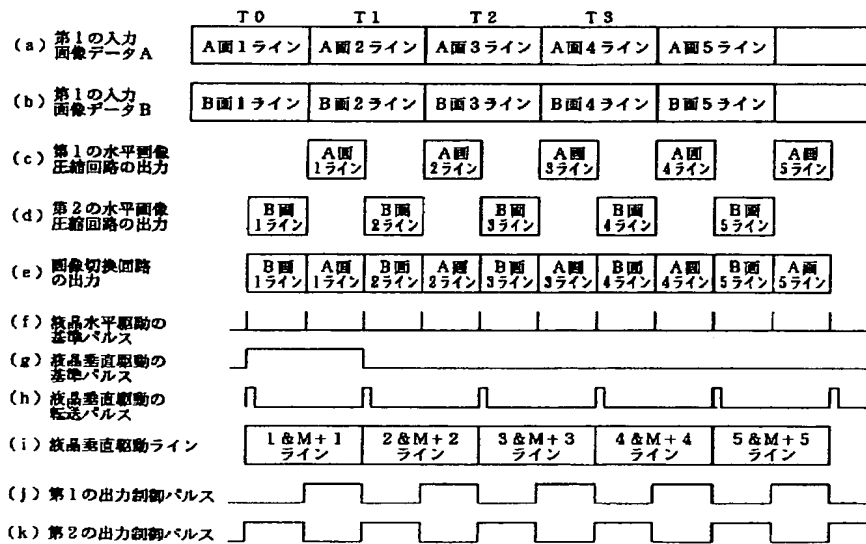 T0 T1 T2 T3
(a) 第1の入力
画像データA
A画1ライン A画2ライン A画3ライン A画4ライン A画5ライン
(b) 第1の入力
画像データB
B画1ライン B画2ライン B画3ライン B画4ライン B画5ライン
(c) 第1の水平画像
圧縮回路の出力
A画
1ライン
A画
2ライン
A画
3ライン
A画
4ライン
A画
5ライン
(d) 第2の水平画像
圧縮回路の出力
B画
1ライン
B画
2ライン
B画
3ライン
B画
4ライン
B画
5ライン
(e) 画像切換回路
の出力
B画
1ライン
A画
1ライン
B画
2ライン
A画
2ライン
B画
3ライン
A画
3ライン
B画
4ライン
A画
4ライン
B画
5ライン
A画
5ライン
(f) 液晶水平駆動の
基準パルス
(g) 液晶垂直駆動の
基準パルス
(h) 液晶垂直駆動の
転送パルス
(i) 液晶垂直駆動ライン
1&M+1
ライン
2&M+2
ライン
3&M+3
ライン
4&M+4
ライン
5&M+5
ライン
(j) 第1の出力制御パルス
(k) 第2の出力制御パルス